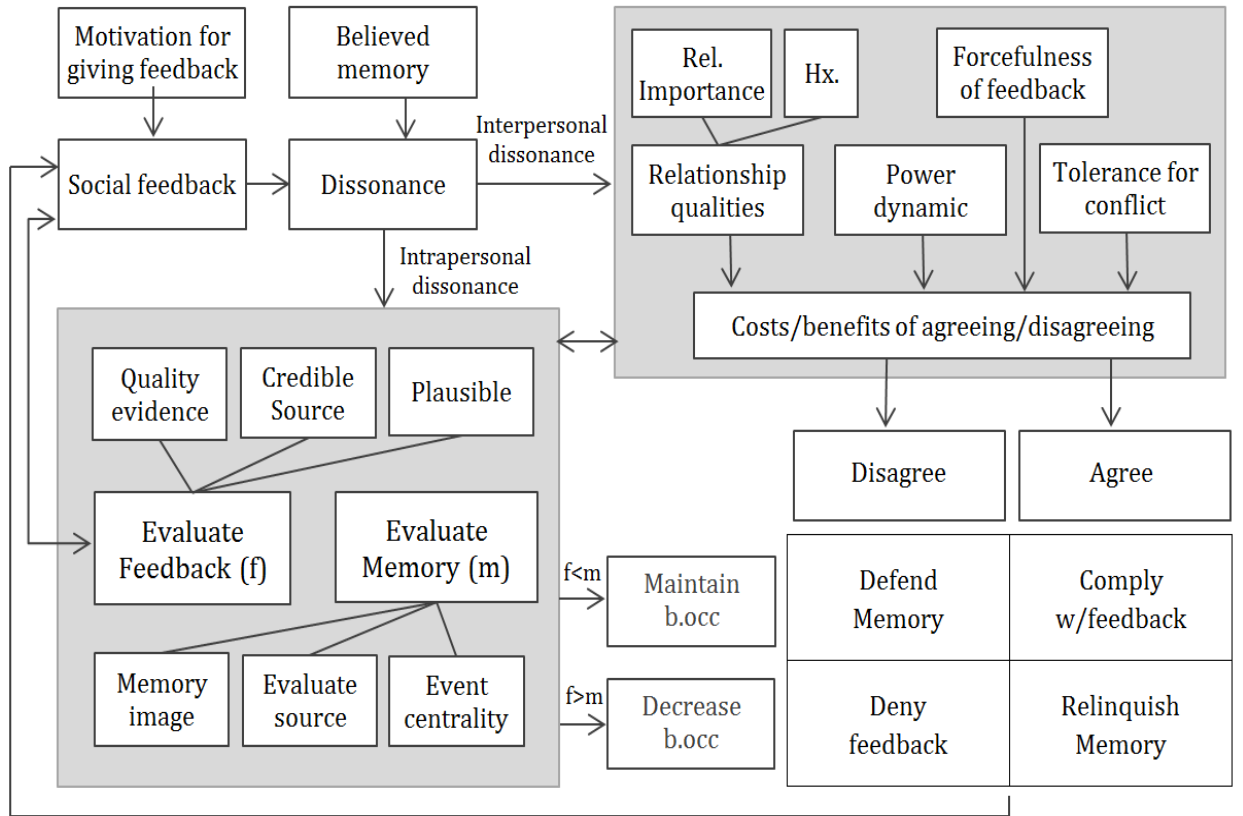 Motivation for
giving feedback
Believed
memory
Social feedback
Dissonance
Interpersonal
dissonance
Intrapersonal
dissonance
Rel.
Importance
Hx.
Forcefulness
of feedback
Relationship
qualities
Power
dynamic
Tolerance for
conflict
Costs/benefits of agreeing/disagreeing
Quality
evidence
Credible
Source
Plausible
Evaluate
Feedback (f)
Evaluate
Memory (m)
Memory
image
Evaluate
source
Event
centrality
f<m
Maintain
b.occ
f>m
Decrease
b.occ
Disagree
Agree
Defend
Memory
Comply
w/feedback
Deny
feedback
Relinquish
Memory